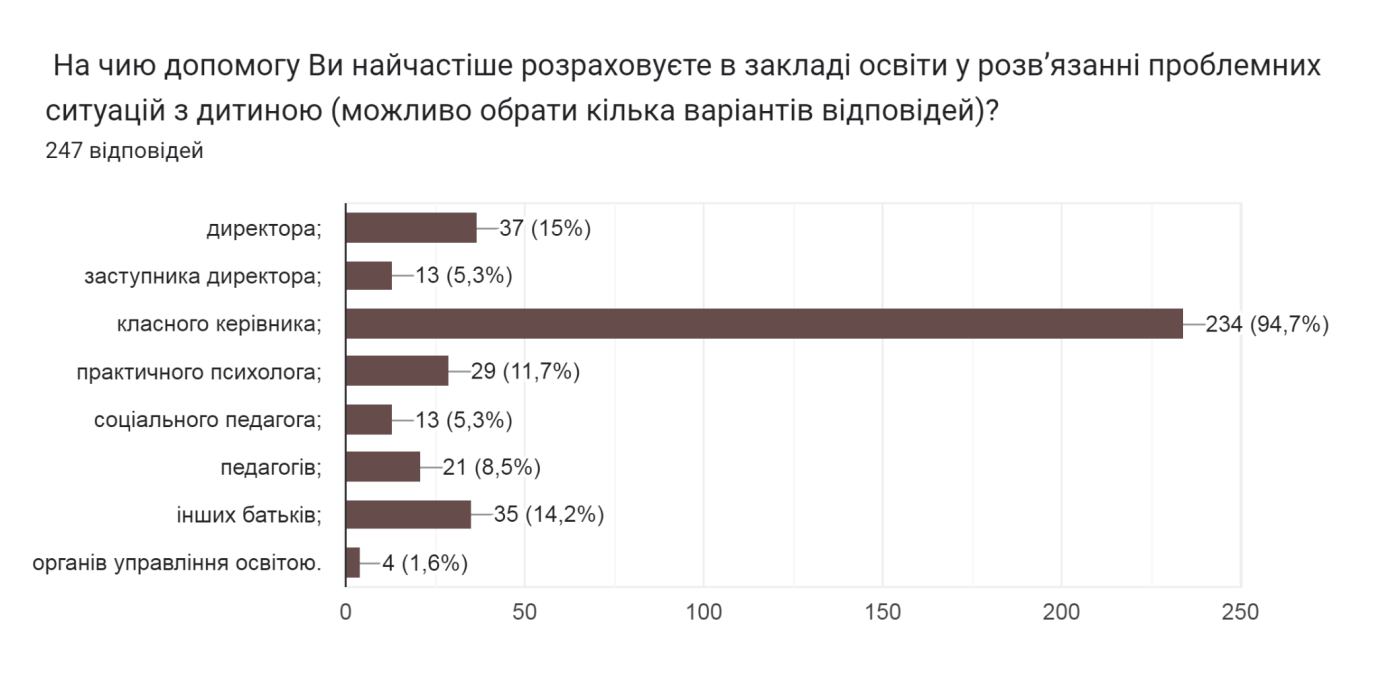 На чию допомогу Ви найчастіше розраховуєте в закладі освіти у розв’язанні проблемних
ситуацій з дитиною (можливо обрати кілька варіантів відповідей)?
247 відповідей
директора; 37 (15%)
заступника директора; 13 (5,3%)
класного керівника; 234 (94,7%)
практичного психолога; 29 (11,7%)
соціального педагога; 13 (5,3%)
педагогів; 21 (8,5%)
інших батьків; 35 (14,2%)
органів управління освітою. 4 (1,6%)
0 50 100 150 200 250